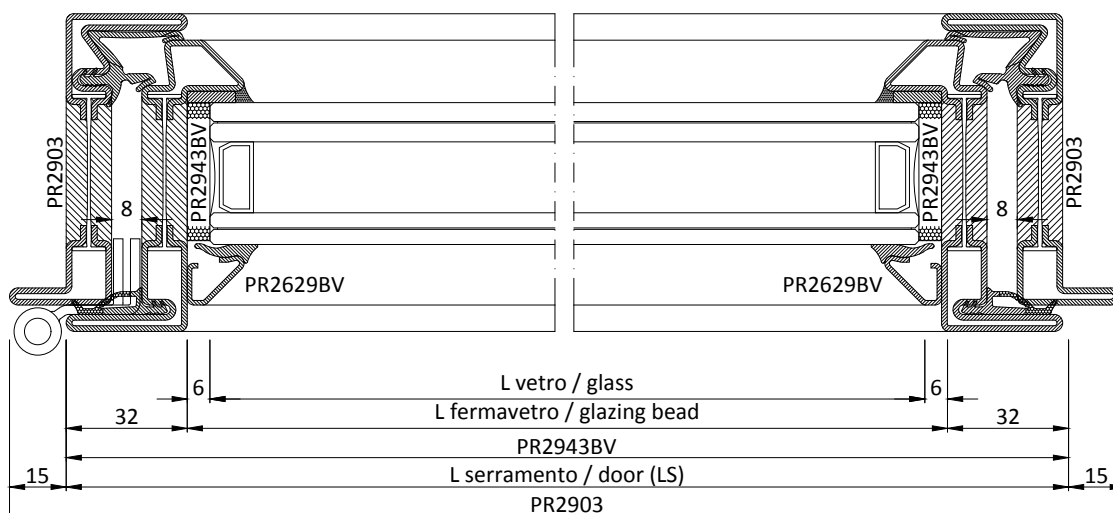 PR2903
8
PR2943BV
PR2943BV
8
PR2903
PR2629BV
PR2629BV
6
L vetro / glass
6
32
L fermavetro / glazing bead
32
PR2943BV
15
L serramento / door (LS)
15
PR2903